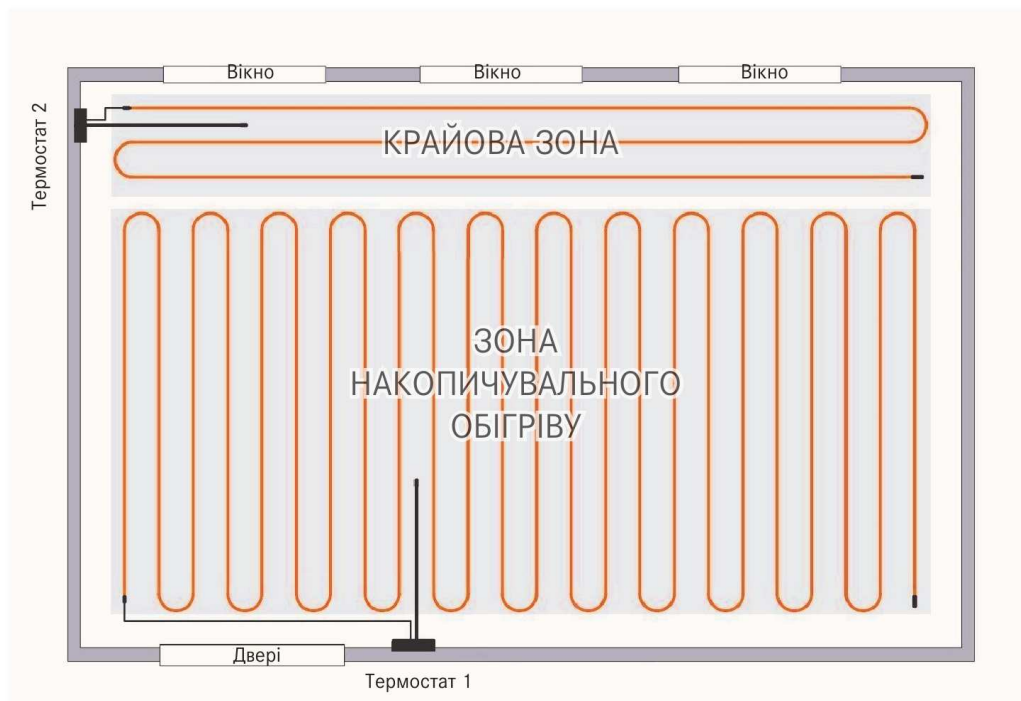 Вікно
Вікно
Вікно
Термостат 2
КРАЙОВА ЗОНА
ЗОНА
НАКОПИЧУВАЛЬНОГО
ОБІГРІВУ
Двері
Термостат 1